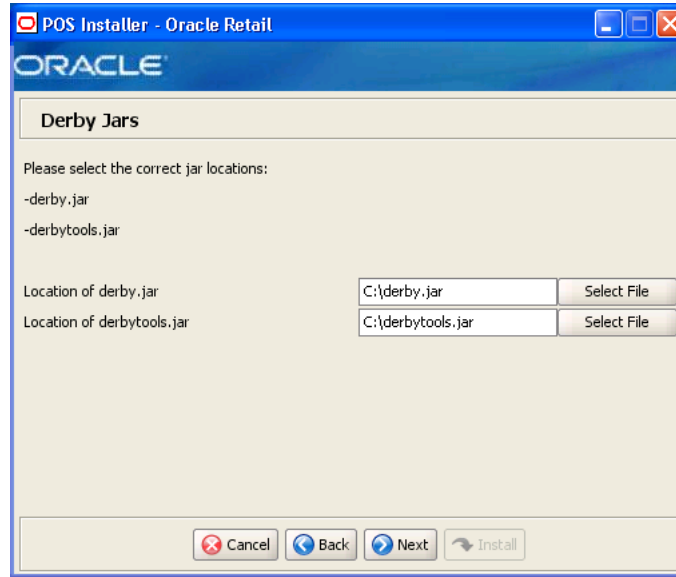 POS Installer - Oracle Retail
ORACLE
Derby Jars
Please select the correct jar locations:
-derby.jar
-derbytools.jar
Location of derby.jar C:\derby.jar Select File
Location of derbytools.jar C:\derbytools.jar Select File
Cancel Back Next Install